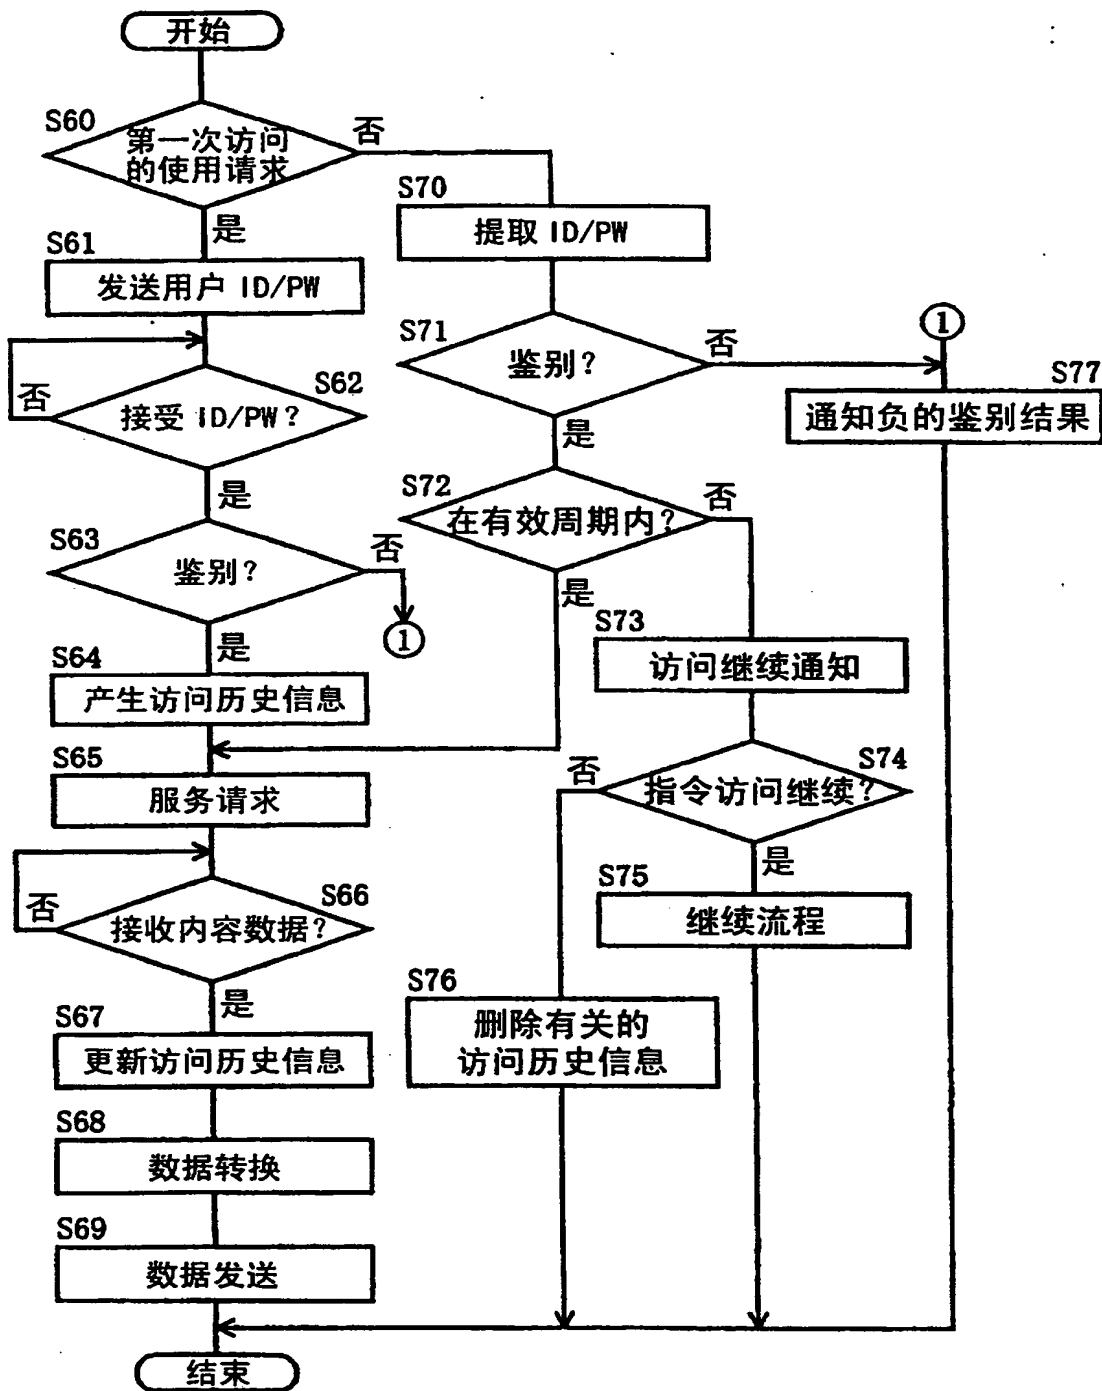 开始
S60
第一次访问
的使用请求
否
是
S61
发送用户 ID/PW
否
S62
接受 ID/PW?
是
S63
鉴别?
否
①
是
S64
产生访问历史信息
S65
服务请求
否
S66
接收内容数据?
是
S67
更新访问历史信息
S68
数据转换
S69
数据发送
结束
S70
提取 ID/PW
S71
鉴别?
否
是
S72
在有效周期内?
否
是
S73
访问继续通知
S74
指令访问继续?
否
是
S75
继续流程
S76
删除有关的
访问历史信息
①
S77
通知负的鉴别结果